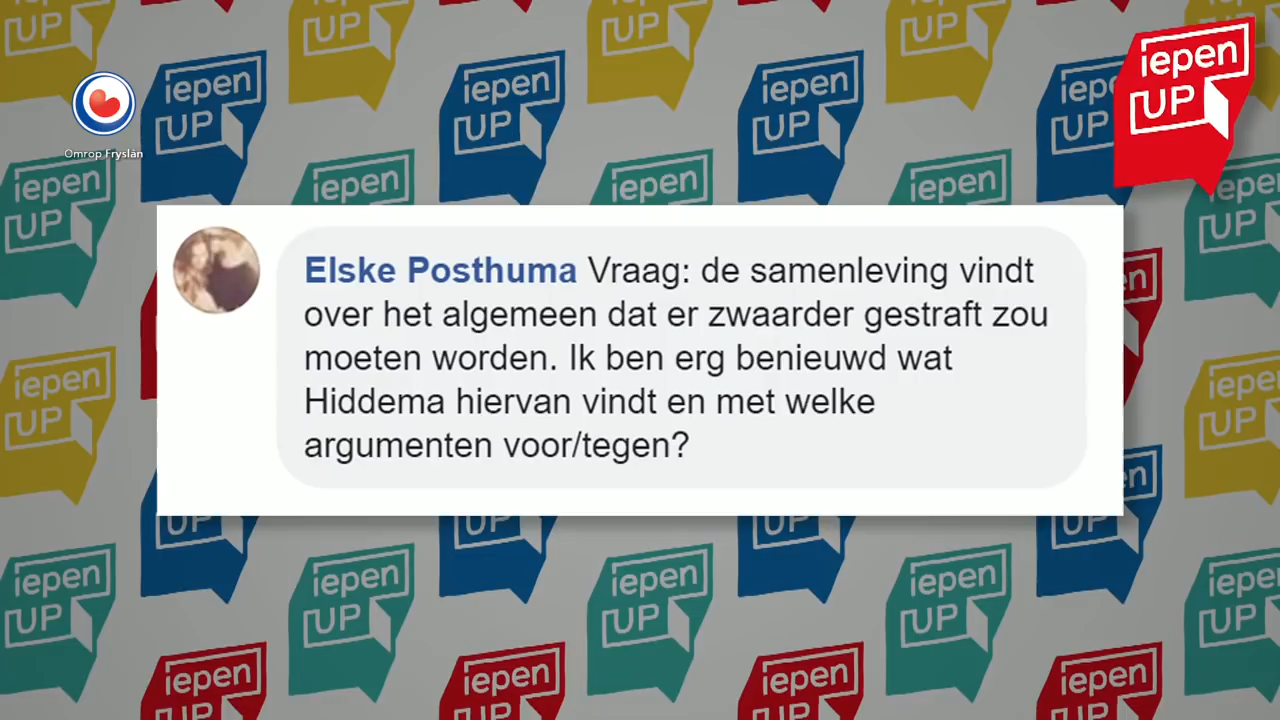 Omrop Fryslân
iepen
UP
Elske Posthuma Vraag: de samenleving vindt
over het algemeen dat er zwaarder gestraft zou
moeten worden. Ik ben erg benieuwd wat
Hiddema hiervan vindt en met welke
argumenten voor/tegen?